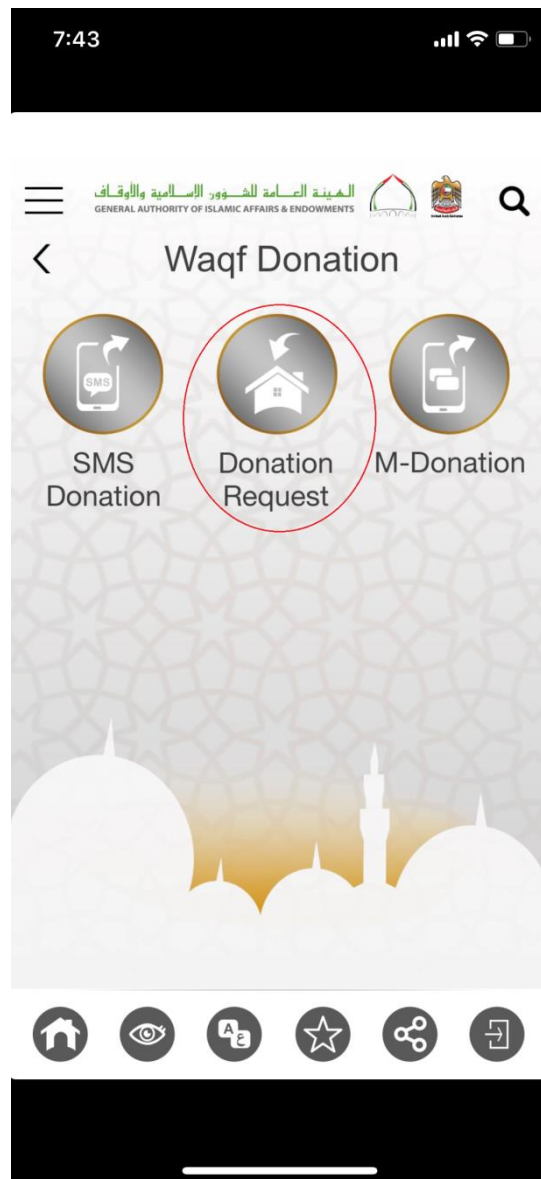 7:43
الهيئة العامة للشؤون الإسلامية والأوقاف
GENERAL AUTHORITY OF ISLAMIC AFFAIRS & ENDOWMENTS
Waqf Donation
SMS
SMS
Donation
Donation
Request
M-Donation
A
ع